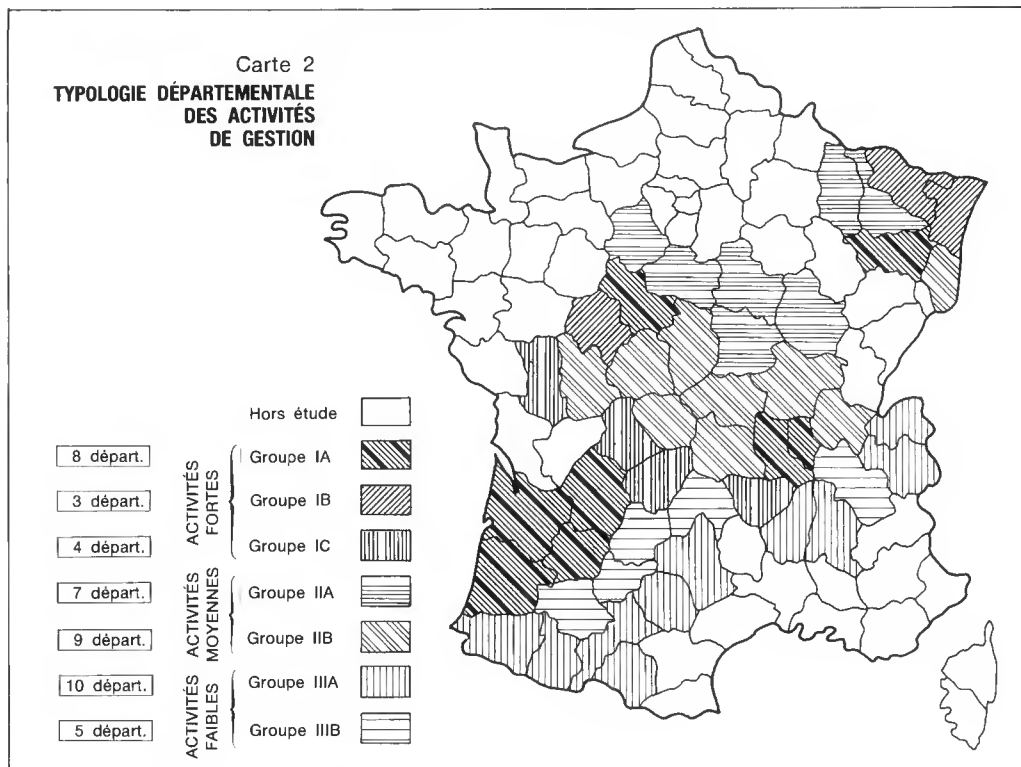 Carte 2
TYPOLOGIE DÉPARTEMENTALE
DES ACTIVITÉS
DE GESTION
Hors étude
ACTIVITÉS
FORTES
8 départ.
Groupe IA
3 départ.
Groupe IB
4 départ.
Groupe IC
ACTIVITÉS
MOYENNES
7 départ.
Groupe IIA
9 départ.
Groupe IIB
ACTIVITÉS
FAIBLES
10 départ.
Groupe IIIA
5 départ.
Groupe IIIB